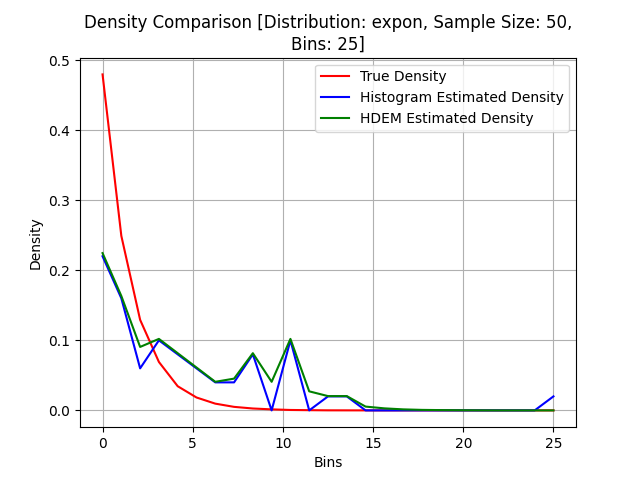 Density Comparison [Distribution: expon, Sample Size: 50,
Bins: 25]
0.5
0.4
0.3
0.2
0.1
0.0
Density
True Density
Histogram Estimated Density
HDEM Estimated Density
0 5 10 15 20 25
Bins